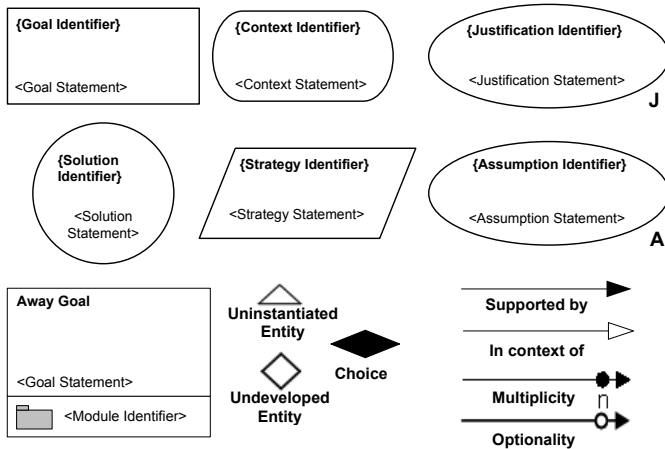 {Goal Identifier}
<Goal Statement>
{Context Identifier}
<Context Statement>
{Justification Identifier}
<Justification Statement>
J
{Solution
Identifier}
<Solution
Statement>
{Strategy Identifier}
<Strategy Statement>
{Assumption Identifier}
<Assumption Statement>
A
Away Goal
<Goal Statement>
<Module Identifier>
Uninstantiated
Entity
Undeveloped
Entity
Choice
Supported by
In context of
Multiplicity
n
Optionality